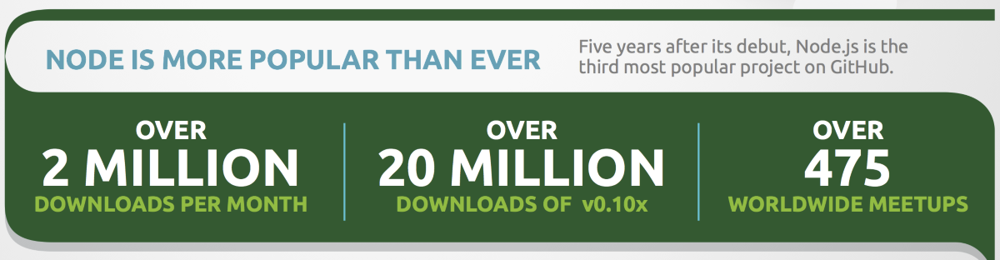 NODE IS MORE POPULAR THAN EVER
Five years after its debut, Node.js is the
third most popular project on GitHub.
OVER
2 MILLION
DOWNLOADS PER MONTH
OVER
20 MILLION
DOWNLOADS OF v0.10x
OVER
475
WORLDWIDE MEETUPS